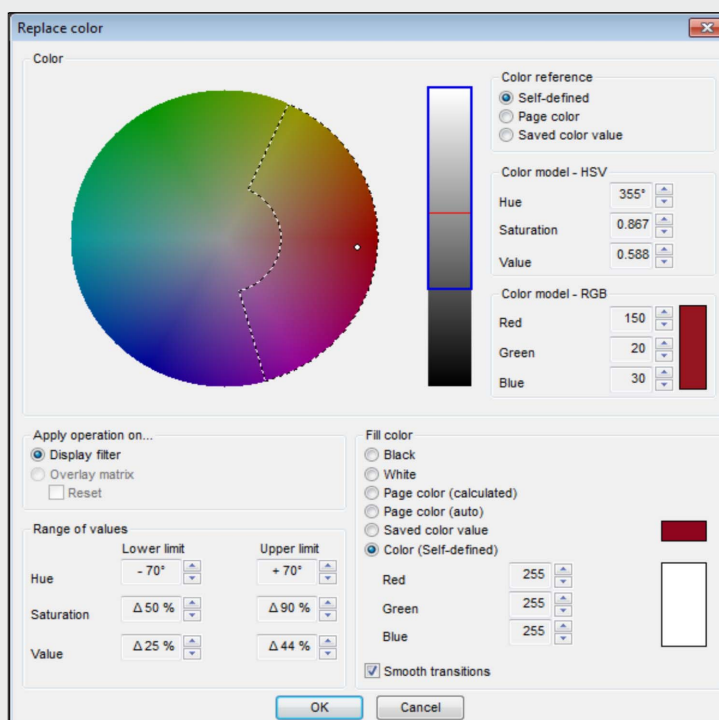 Replace color
Color
Color reference
Self-defined
Page color
Saved color value
Color model - HSV
Hue 355°
Saturation 0.867
Value 0.588
Color model - RGB
Red 150
Green 20
Blue 30
Apply operation on...
Display filter
Overlay matrix
Reset
Range of values
Lower limit Upper limit
Hue - 70° + 70°
Saturation Δ 50 % Δ 90 %
Value Δ 25 % Δ 44 %
Fill color
Black
White
Page color (calculated)
Page color (auto)
Saved color value
Color (Self-defined)
Red 255
Green 255
Blue 255
Smooth transitions
OK Cancel